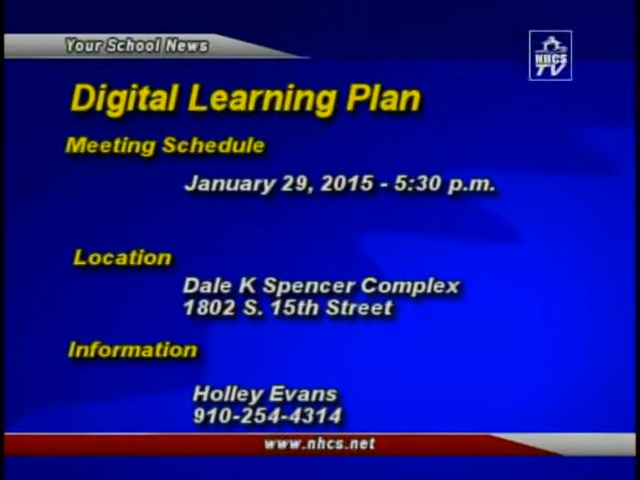 Your School News
NHCS
TV
Digital Learning Plan
Meeting Schedule
January 29, 2015 - 5:30 p.m.
Location
Dale K Spencer Complex
1802 S. 15th Street
Information
Holley Evans
910-254-4314
www.nhcs.net